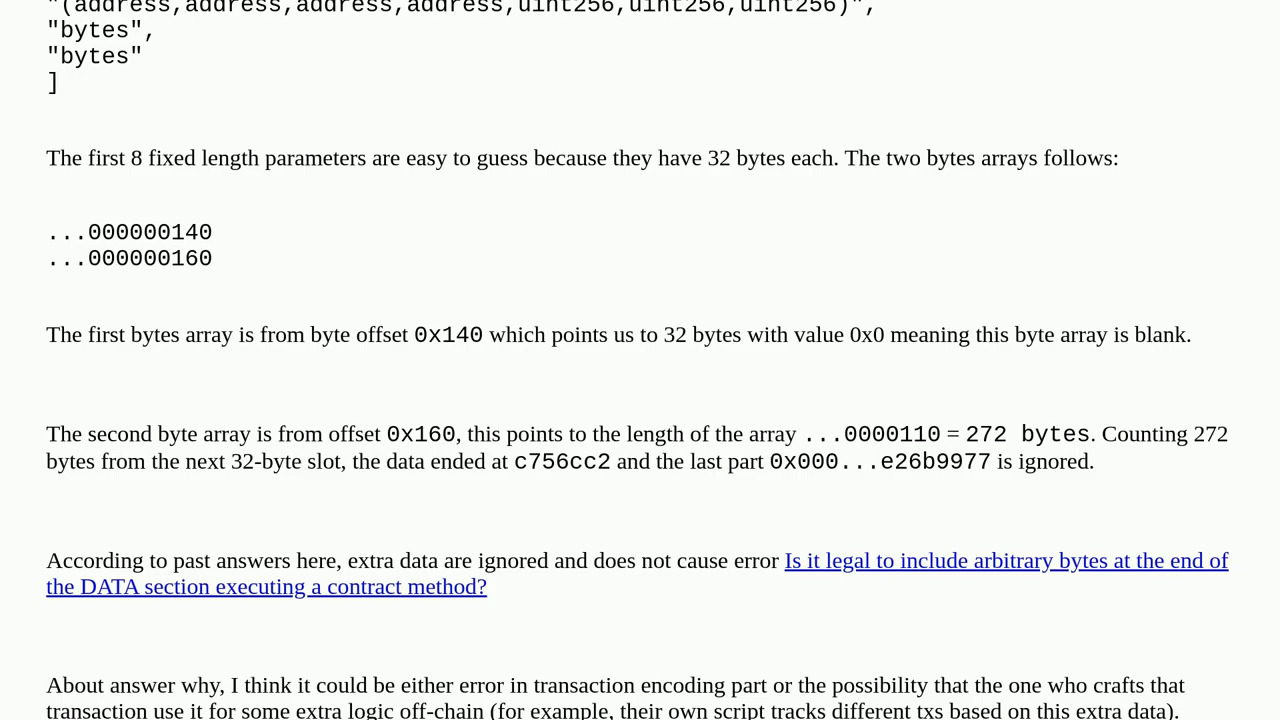 "(address,address,address,address,uint256,uint256,uint256)",
"bytes",
"bytes"
]
The first 8 fixed length parameters are easy to guess because they have 32 bytes each. The two bytes arrays follows:
...000000140
...000000160
The first bytes array is from byte offset 0x140 which points us to 32 bytes with value 0x0 meaning this byte array is blank.
The second byte array is from offset 0x160, this points to the length of the array ...0000110 = 272 bytes. Counting 272
bytes from the next 32-byte slot, the data ended at c756cc2 and the last part 0x000...e26b9977 is ignored.
According to past answers here, extra data are ignored and does not cause error Is it legal to include arbitrary bytes at the end of
the DATA section executing a contract method?
About answer why, I think it could be either error in transaction encoding part or the possibility that the one who crafts that
transaction use it for some extra logic off-chain (for example, their own script tracks different txs based on this extra data).